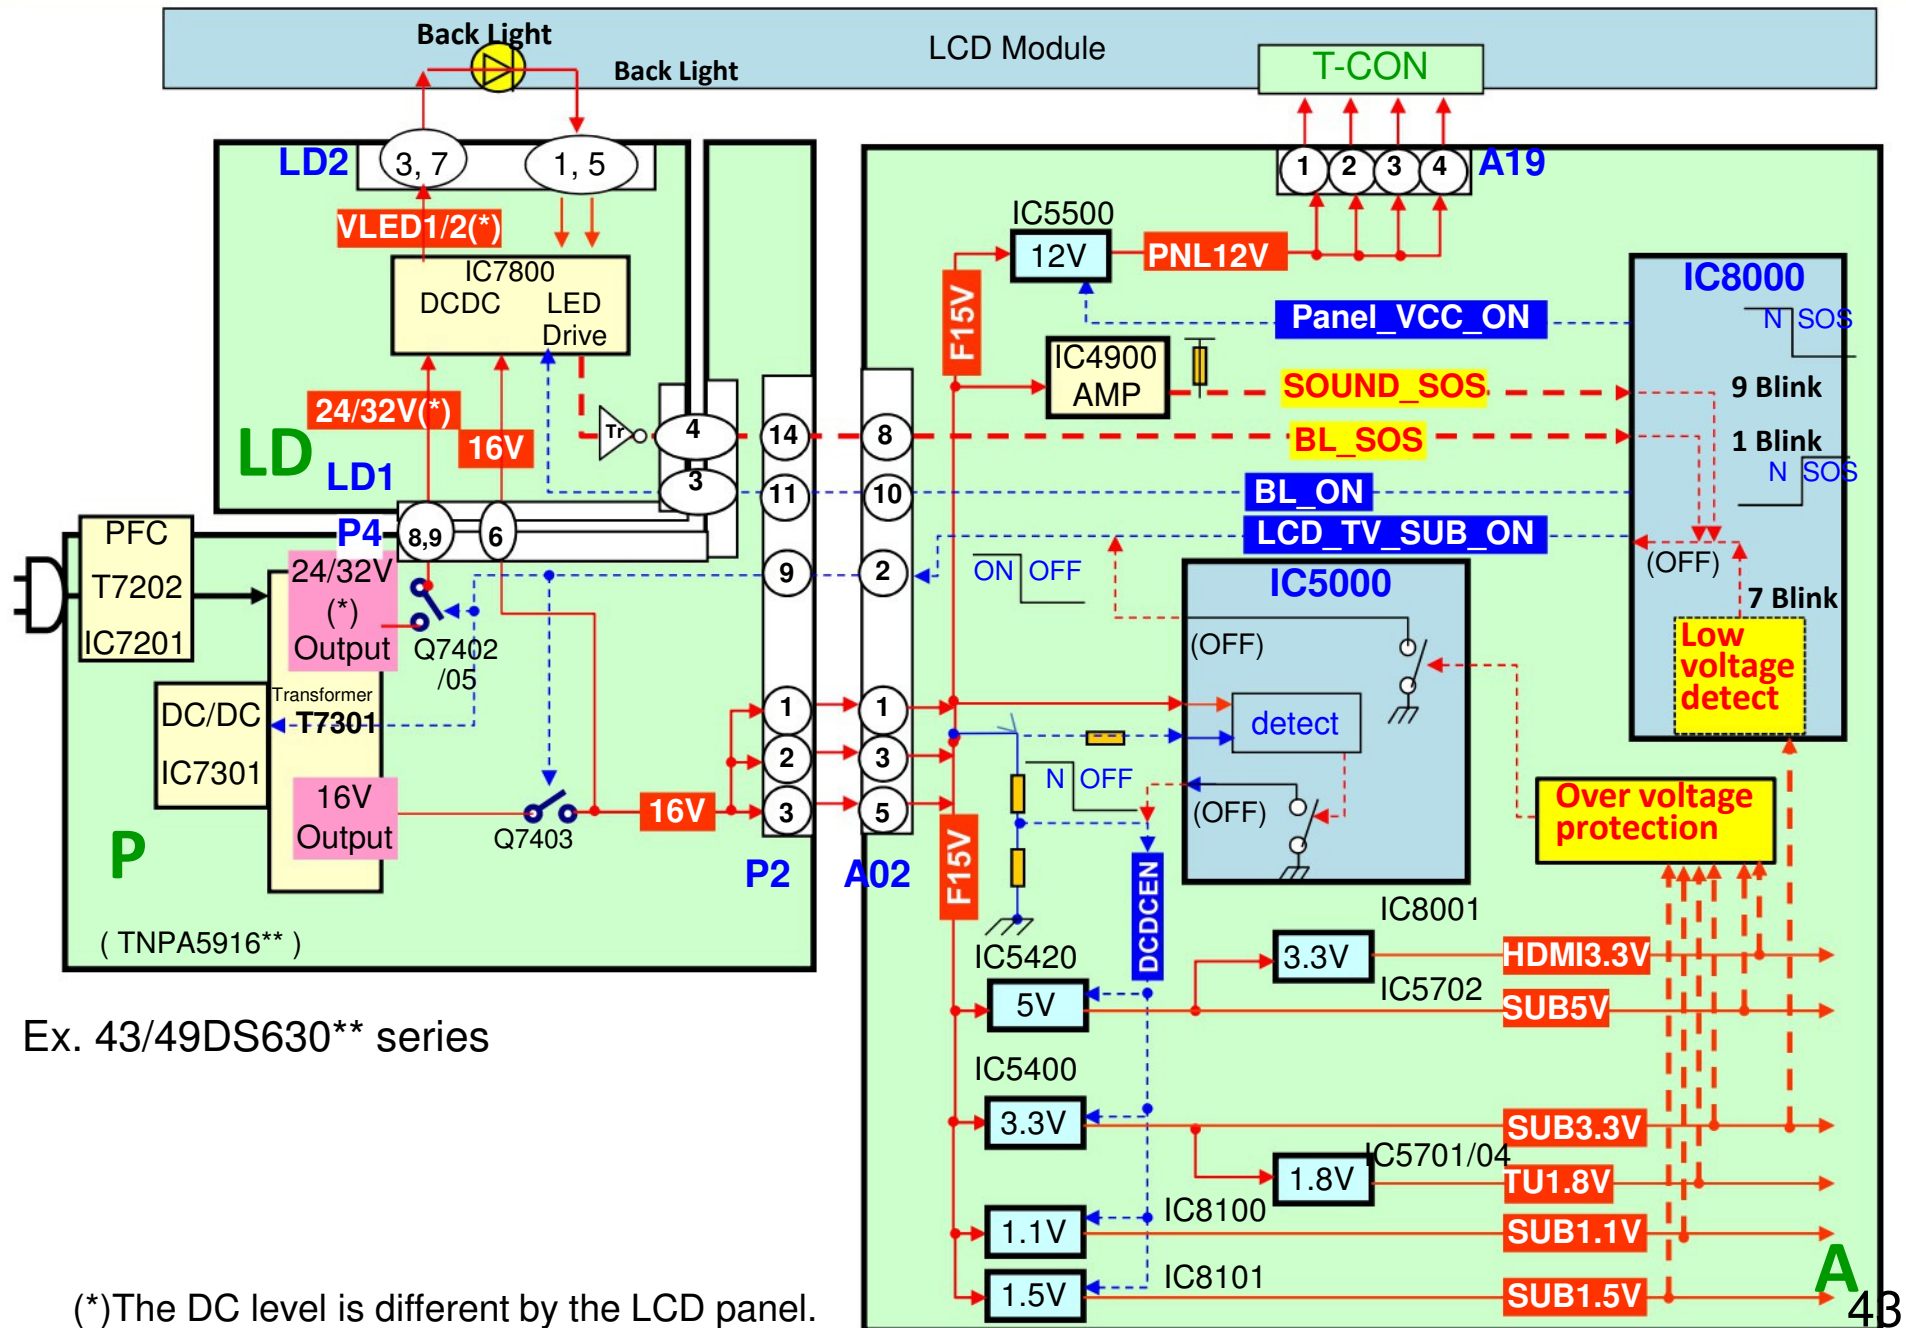 Back Light
LCD Module
Back Light
T-CON
LD2
3, 7
1, 5
1
2
3
4
A19
VLED1/2(*)
IC5500
12V
PNL12V
IC7800
DCDC
LED
Drive
IC8000
F15V
Panel_VCC_ON
N
SOS
IC4900
AMP
SOUND_SOS
9 Blink
24/32V(*)
16V
LD
LD1
Tr
4
14
8
BL_SOS
1 Blink
N
SOS
3
11
10
BL_ON
LCD_TV_SUB_ON
PFC
T7202
IC7201
P4
8,9
6
24/32V
(*)
Output
Q7402
/05
9
2
ON
OFF
IC5000
(OFF)
(OFF)
7 Blink
Low
voltage
detect
DC/DC
IC7301
Transformer
T7301
1
2
3
1
3
5
detect
16V
Output
Q7403
16V
N
OFF
(OFF)
Over voltage
protection
P
P2
A02
F15V
DCDCEN
( TNPA5916** )
IC8001
IC5420
5V
3.3V
HDMI3.3V
IC5702
SUB5V
Ex. 43/49DS630** series
IC5400
3.3V
SUB3.3V
IC5701/04
1.8V
TU1.8V
IC8100
1.1V
SUB1.1V
IC8101
1.5V
SUB1.5V
A
(*)The DC level is different by the LCD panel.
43